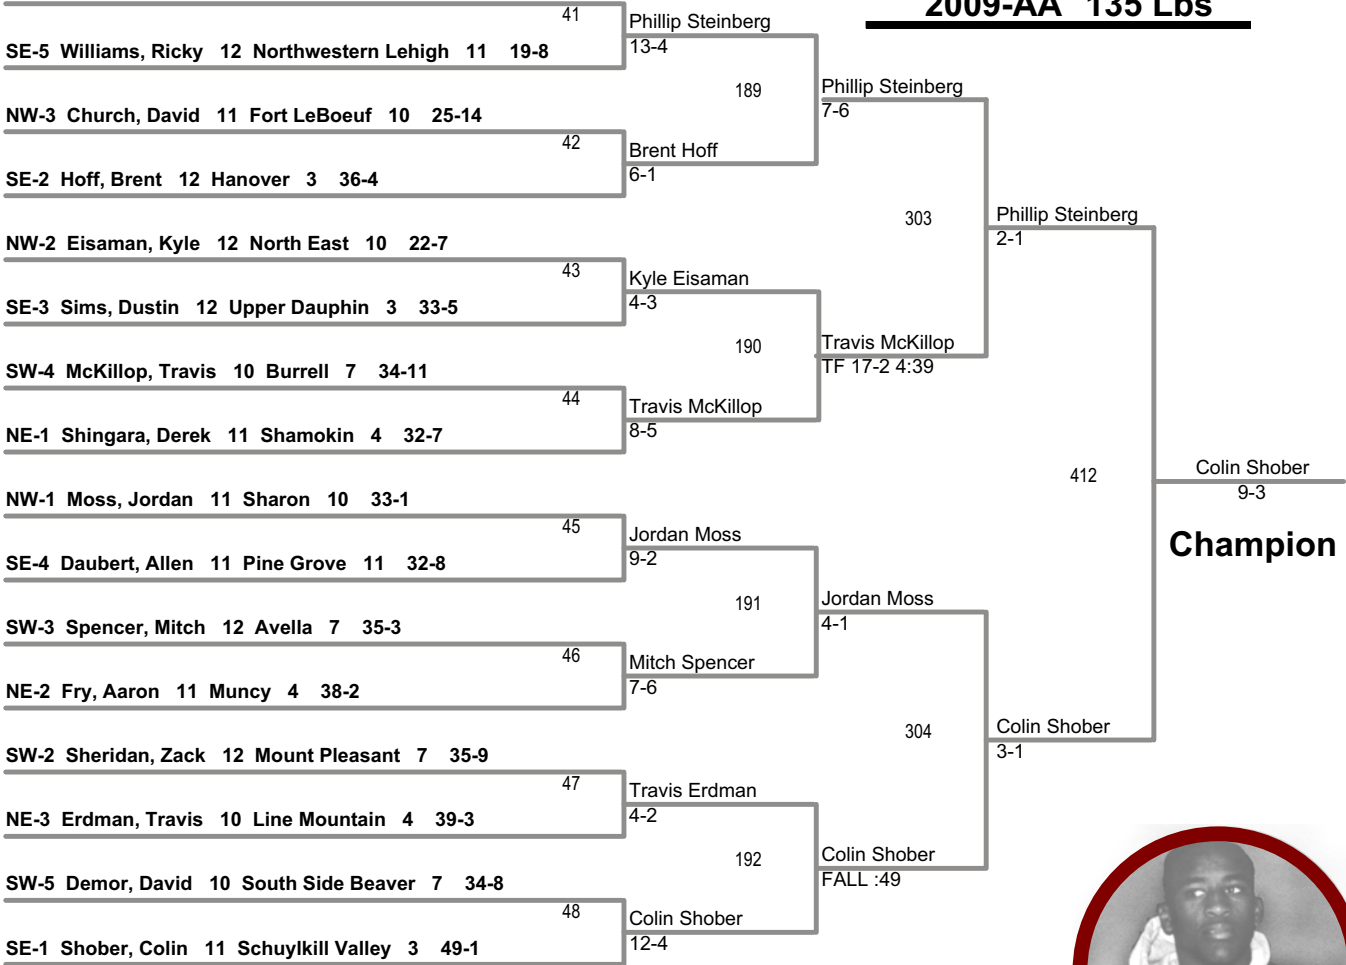 2009-AA 135 Lbs
41
Phillip Steinberg
13-4
SE-5 Williams, Ricky 12 Northwestern Lehigh 11 19-8
189
Phillip Steinberg
7-6
NW-3 Church, David 11 Fort LeBoeuf 10 25-14
42
Brent Hoff
6-1
SE-2 Hoff, Brent 12 Hanover 3 36-4
303
Phillip Steinberg
2-1
NW-2 Eisaman, Kyle 12 North East 10 22-7
43
Kyle Eisaman
4-3
SE-3 Sims, Dustin 12 Upper Dauphin 3 33-5
190
Travis McKillop
TF 17-2 4:39
SW-4 McKillop, Travis 10 Burrell 7 34-11
44
Travis McKillop
8-5
NE-1 Shingara, Derek 11 Shamokin 4 32-7
412
Colin Shober
9-3
Champion
NW-1 Moss, Jordan 11 Sharon 10 33-1
45
Jordan Moss
9-2
SE-4 Daubert, Allen 11 Pine Grove 11 32-8
191
Jordan Moss
4-1
SW-3 Spencer, Mitch 12 Avella 7 35-3
46
Mitch Spencer
7-6
NE-2 Fry, Aaron 11 Muncy 4 38-2
304
Colin Shober
3-1
SW-2 Sheridan, Zack 12 Mount Pleasant 7 35-9
47
Travis Erdman
4-2
NE-3 Erdman, Travis 10 Line Mountain 4 39-3
192
Colin Shober
FALL :49
SW-5 Demor, David 10 South Side Beaver 7 34-8
48
Colin Shober
12-4
SE-1 Shober, Colin 11 Schuylkill Valley 3 49-1